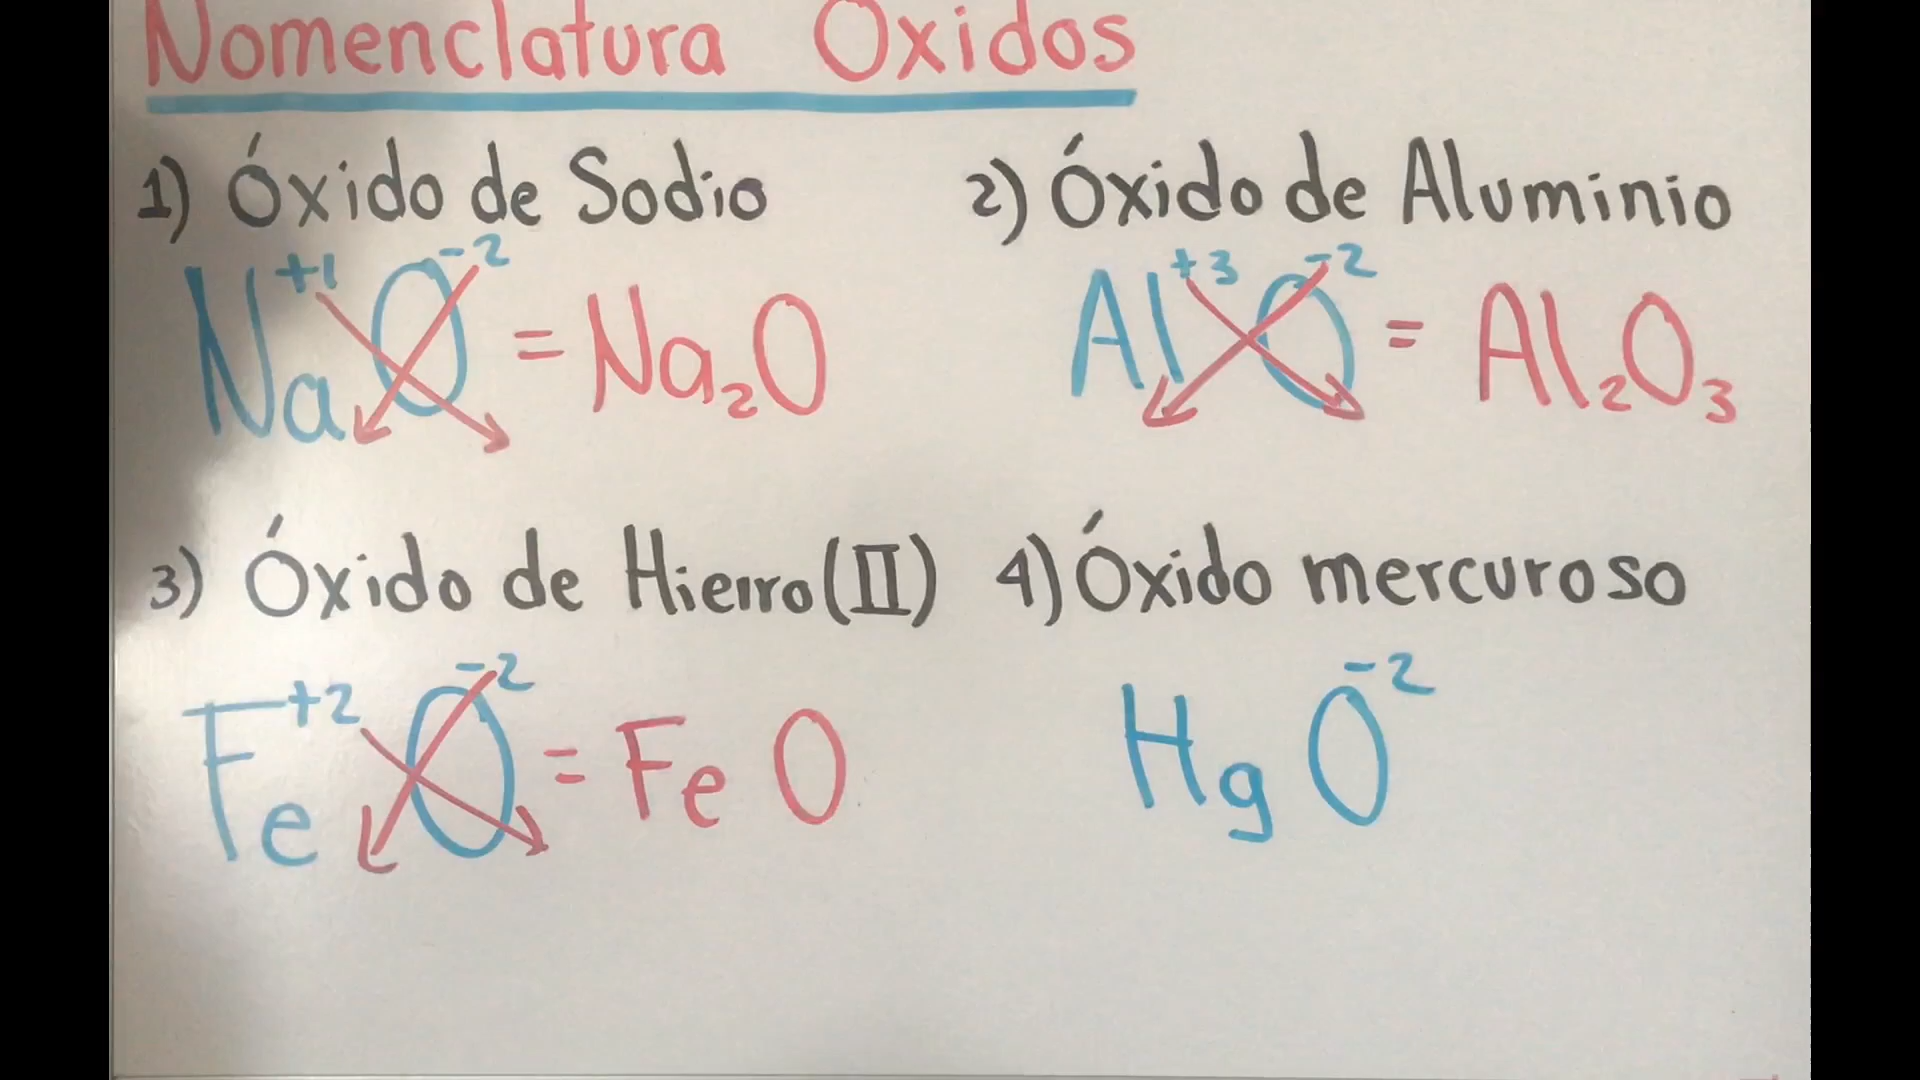 Nomenclatura Oxidos
1) Óxido de Sodio
Na⁺¹ O⁻² = Na₂O
2) Óxido de Aluminio
Al⁺³ O⁻² = Al₂O₃
3) Óxido de Hierro (II)
Fe⁺² O⁻² = FeO
4) Óxido mercuroso
Hg O⁻²